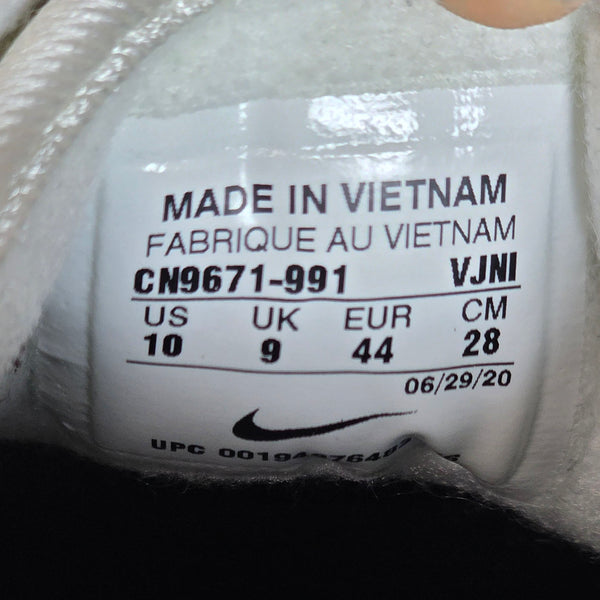 MADE IN VIETNAM
FABRIQUE AU VIETNAM
CN9671-991 VJNI
US UK EUR CM
10 9 44 28
06/29/20
UPC